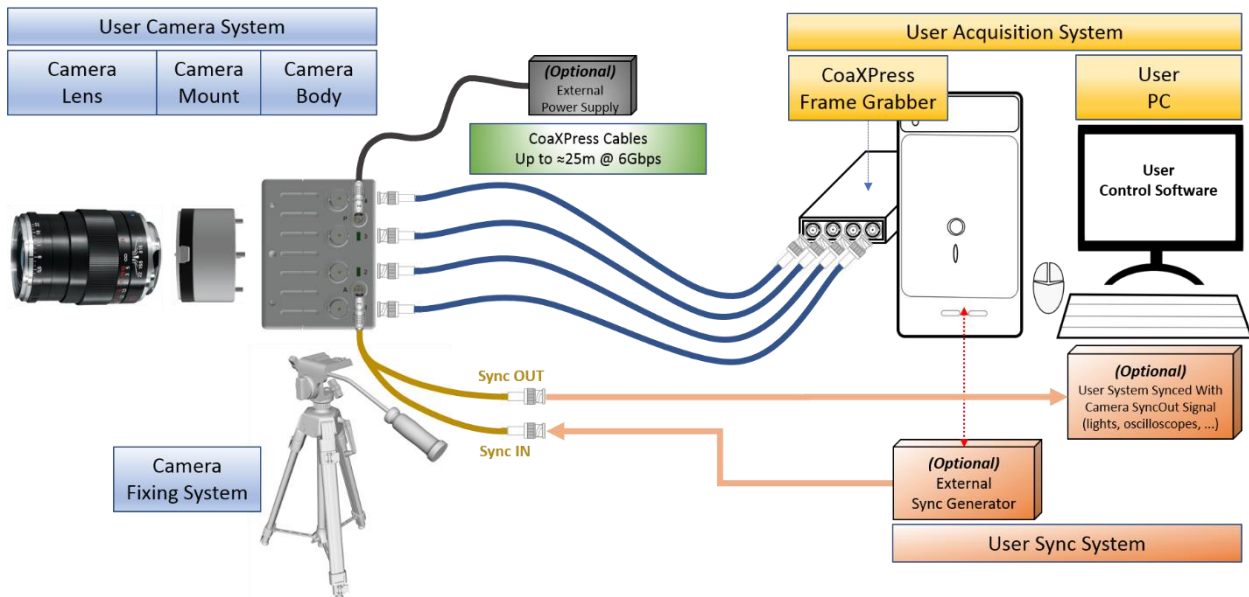 User Camera System
Camera
Lens
Camera
Mount
Camera
Body
(Optional)
External
Power Supply
CoaXPress Cables
Up to ≈25m @ 6Gbps
User Acquisition System
CoaXPress
Frame Grabber
User
PC
User
Control Software
Sync OUT
Sync IN
(Optional)
User System Synced With
Camera SyncOut Signal
(lights, oscilloscopes, ...)
(Optional)
External
Sync Generator
User Sync System
Camera
Fixing System